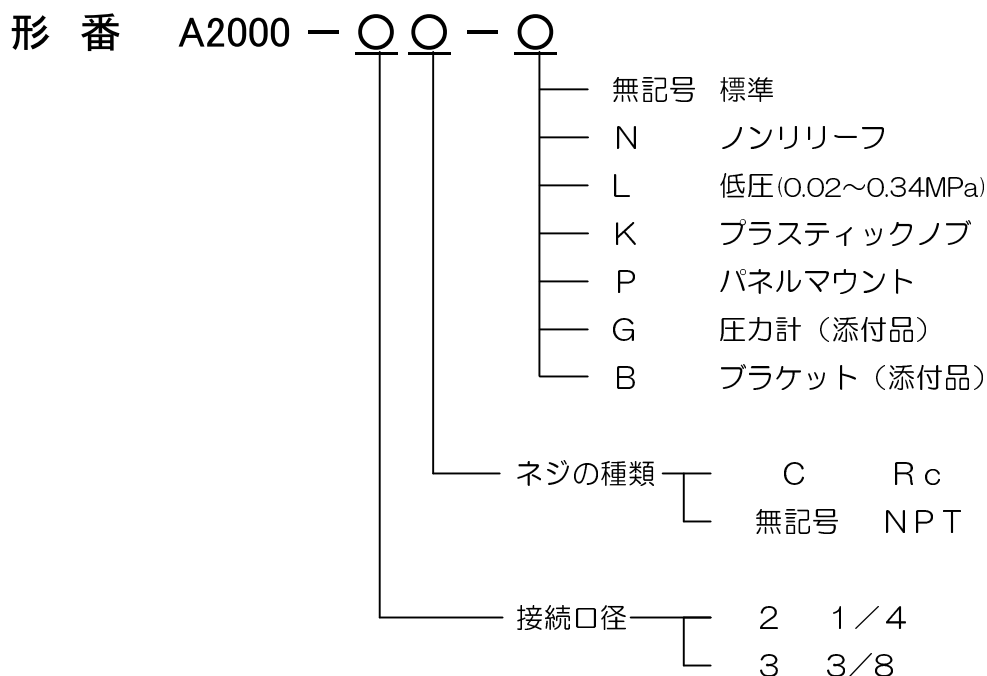 形 番 A2000－○○－○
無記号 標準
N ノンリリーフ
L 低圧(0.02～0.34MPa)
K プラスティックノブ
P パネルマウント
G 圧力計（添付品）
B ブラケット（添付品）
ネジの種類 C Rc
無記号 NPT
接続口径 2 1／4
3 3／8